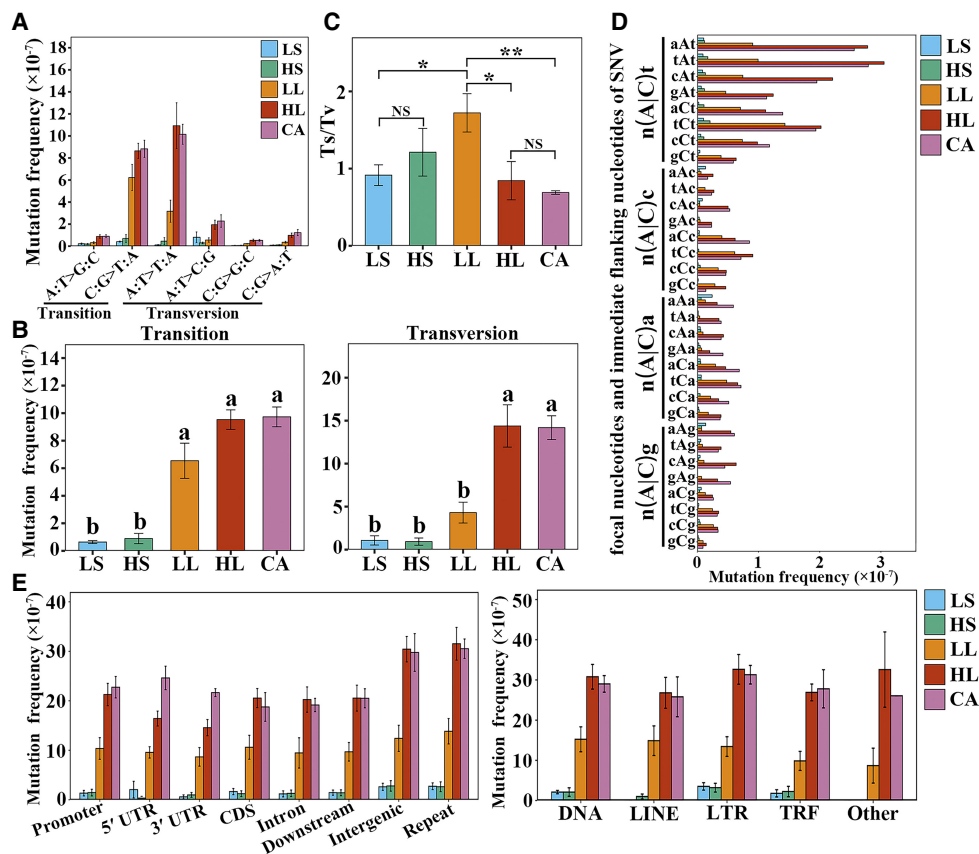 A
Mutation frequency (×10⁻⁷)
18
16
14
12
10
8
6
4
2
0
LS
HS
LL
HL
CA
A:T>G:C
C:G>T:A
A:T>T:A
A:T>C:G
C:G>G:C
C:G>A:T
Transition
Transversion
C
Ts/Tv
2
1
0
*
**
*
NS
NS
LS HS LL HL CA
B
Transition
Mutation frequency (×10⁻⁷)
14
12
10
8
6
4
2
0
b b a a a
LS HS LL HL CA
Transversion
15
10
5
0
b b b a a
LS HS LL HL CA
D
focal nucleotides and immediate flanking nucleotides of SNV
n(A|C)t
n(A|C)c
n(A|C)a
n(A|C)g
aAt
tAt
cAt
gAt
aCt
tCt
cCt
gCt
aAc
tAc
cAc
gAc
aCc
tCc
cCc
gCc
aAa
tAa
cAa
gAa
aCa
tCa
cCa
gCa
aAg
tAg
cAg
gAg
aCg
tCg
cCg
gCg
0 1 2 3
Mutation frequency (×10⁻⁷)
LS
HS
LL
HL
CA
E
Mutation frequency (×10⁻⁷)
40
30
20
10
0
Promoter
5' UTR
3' UTR
CDS
Intron
Downstream
Intergenic
Repeat
Mutation frequency (×10⁻⁷)
50
40
30
20
10
0
DNA LINE LTR TRF Other
LS
HS
LL
HL
CA